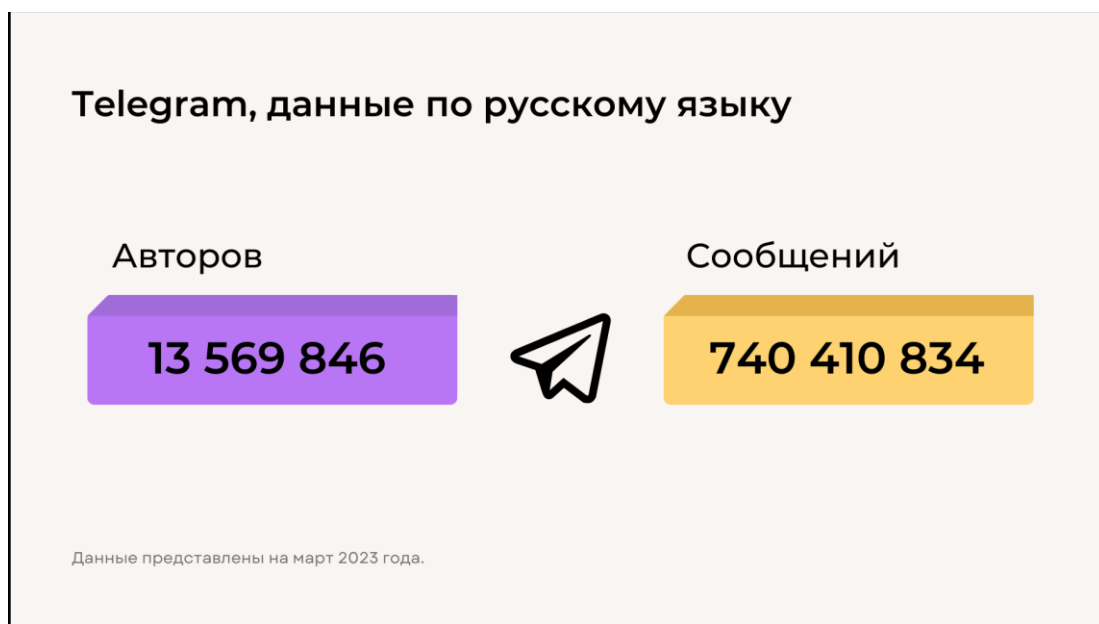 Telegram, данные по русскому языку
Авторов
13 569 846
Сообщений
740 410 834
Данные представлены на март 2023 года.